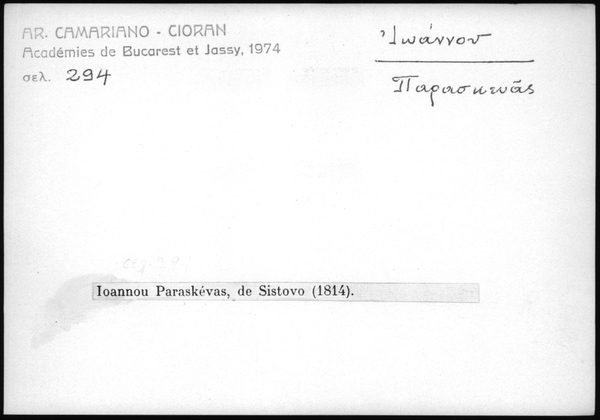 AR. CAMARIANO - CIORAN
Académies de Bucarest et Jassy, 1974
σελ. 294
Ἰωάννου
Παρασκευᾶς
Ioannou Paraskévas, de Sistovo (1814).